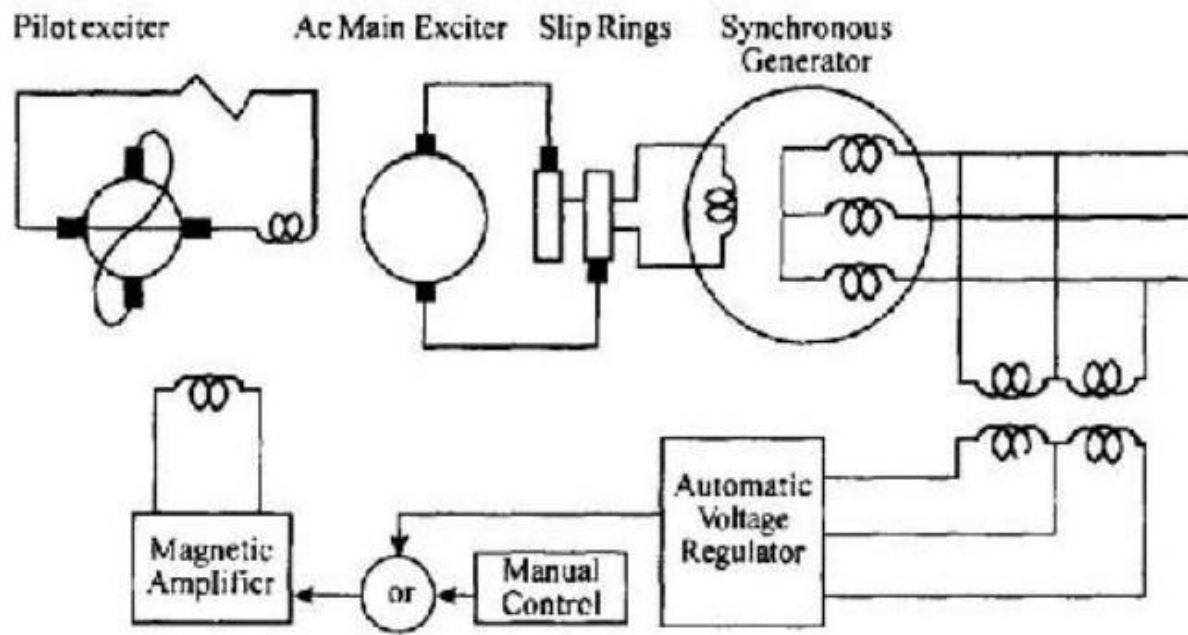 Pilot exciter
Ac Main Exciter
Slip Rings
Synchronous
Generator
Automatic
Voltage
Regulator
Magnetic
Amplifier
or
Manual
Control